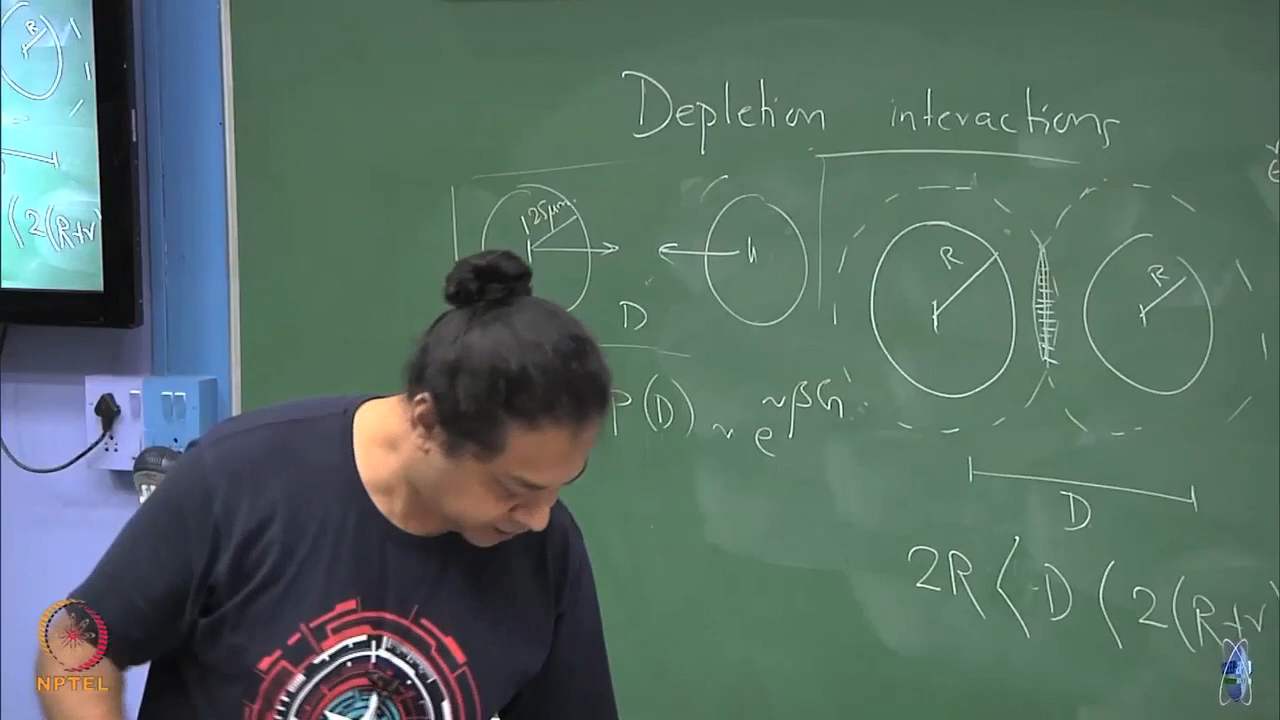 Depletion interactions
R
25μm
R
R
D
P(D) ~ e^{~βG}
D
2R < D < 2(R+r)
(2(R+r)
NPTEL